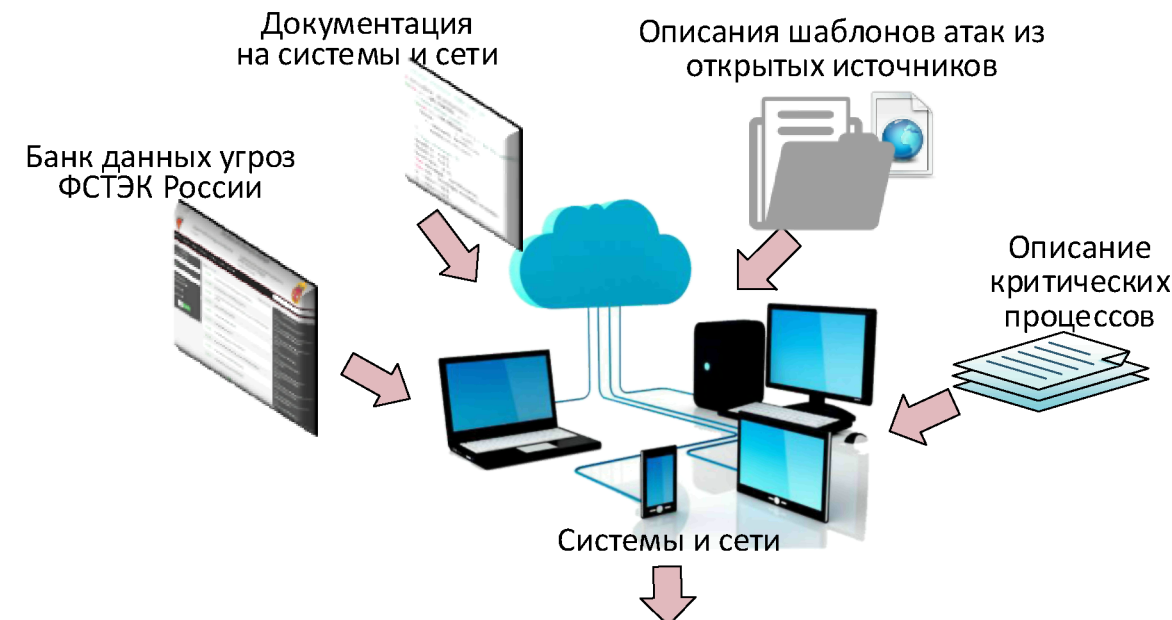 Документация
на системы и сети
Описания шаблонов атак из
открытых источников
Банк данных угроз
ФСТЭК России
Описание
критических
процессов
Системы и сети